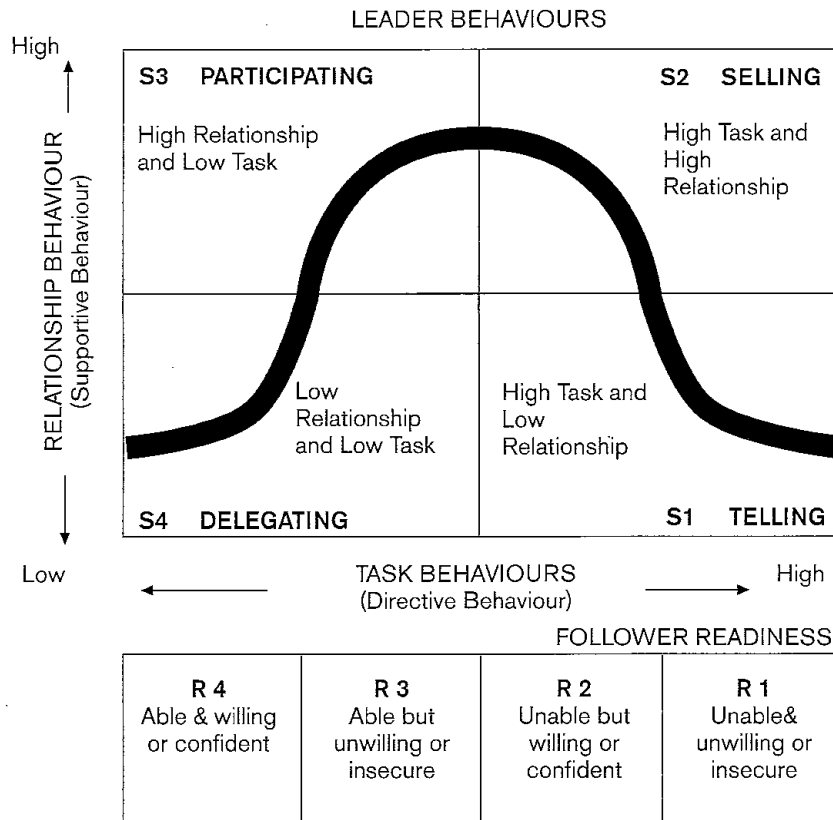 LEADER BEHAVIOURS
High
S3 PARTICIPATING
High Relationship
and Low Task
S2 SELLING
High Task and
High
Relationship
RELATIONSHIP BEHAVIOUR
(Supportive Behaviour)
Low
Relationship
and Low Task
High Task and
Low
Relationship
S4 DELEGATING
S1 TELLING
Low
TASK BEHAVIOURS
(Directive Behaviour)
High
FOLLOWER READINESS
R 4
Able & willing
or confident
R 3
Able but
unwilling or
insecure
R 2
Unable but
willing or
confident
R 1
Unable&
unwilling or
insecure